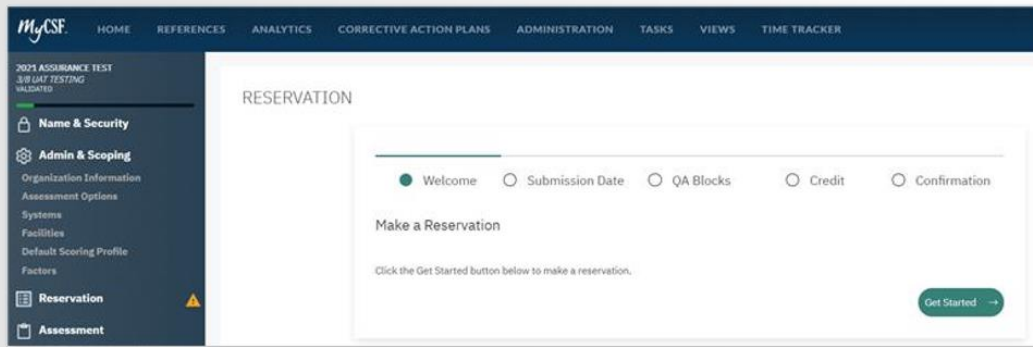 MyCSF. HOME REFERENCES ANALYTICS CORRECTIVE ACTION PLANS ADMINISTRATION TASKS VIEWS TIME TRACKER
2021 ASSURANCE TEST
3/8 UAT TESTING
VALIDATED
Name & Security
Admin & Scoping
Organization Information
Assessment Options
Systems
Facilities
Default Scoring Profile
Factors
Reservation
Assessment
RESERVATION
Welcome Submission Date QA Blocks Credit Confirmation
Make a Reservation
Click the Get Started button below to make a reservation.
Get Started →